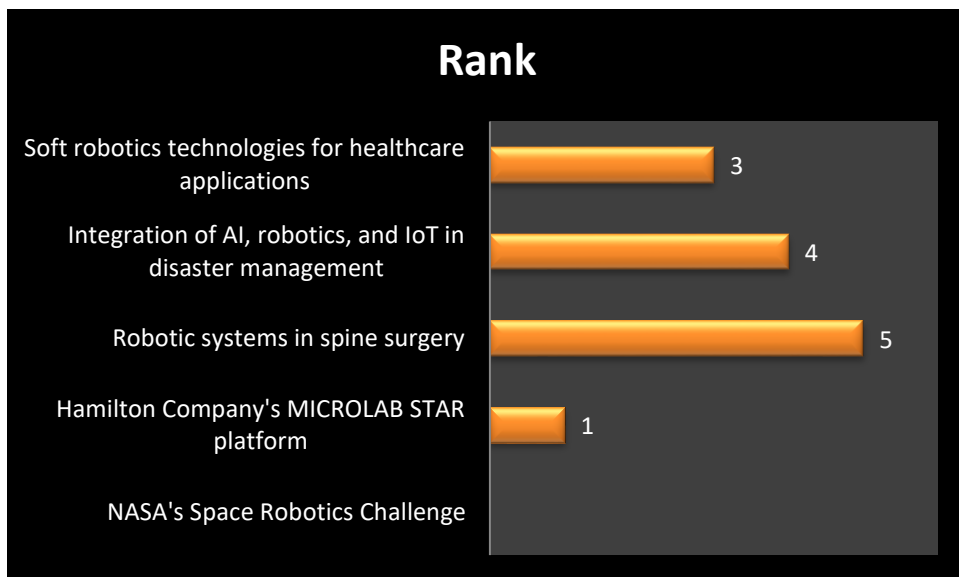 Rank
Soft robotics technologies for healthcare
applications
3
Integration of AI, robotics, and IoT in
disaster management
4
Robotic systems in spine surgery
5
Hamilton Company's MICROLAB STAR
platform
1
NASA's Space Robotics Challenge